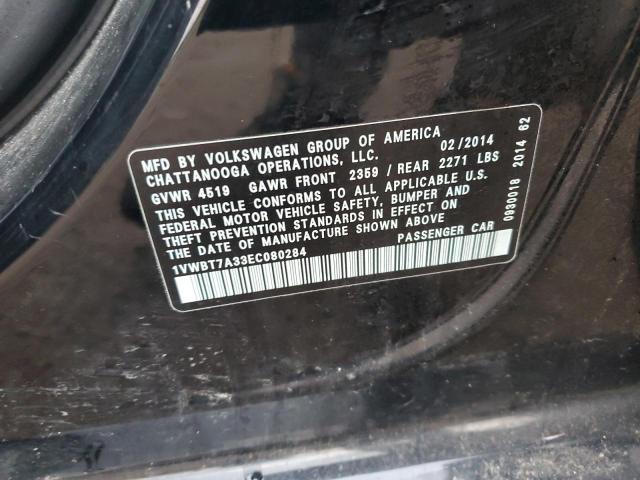 MFD BY VOLKSWAGEN GROUP OF AMERICA 02/2014
CHATTANOOGA OPERATIONS, LLC.
GVWR 4519 GAWR FRONT 2359 / REAR 2271 LBS
THIS VEHICLE CONFORMS TO ALL APPLICABLE U.S.
FEDERAL MOTOR VEHICLE SAFETY, BUMPER AND
THEFT PREVENTION STANDARDS IN EFFECT ON
THE DATE OF MANUFACTURE SHOWN ABOVE
1VWBT7A33EC080284 PASSENGER CAR
0930018 2014 62